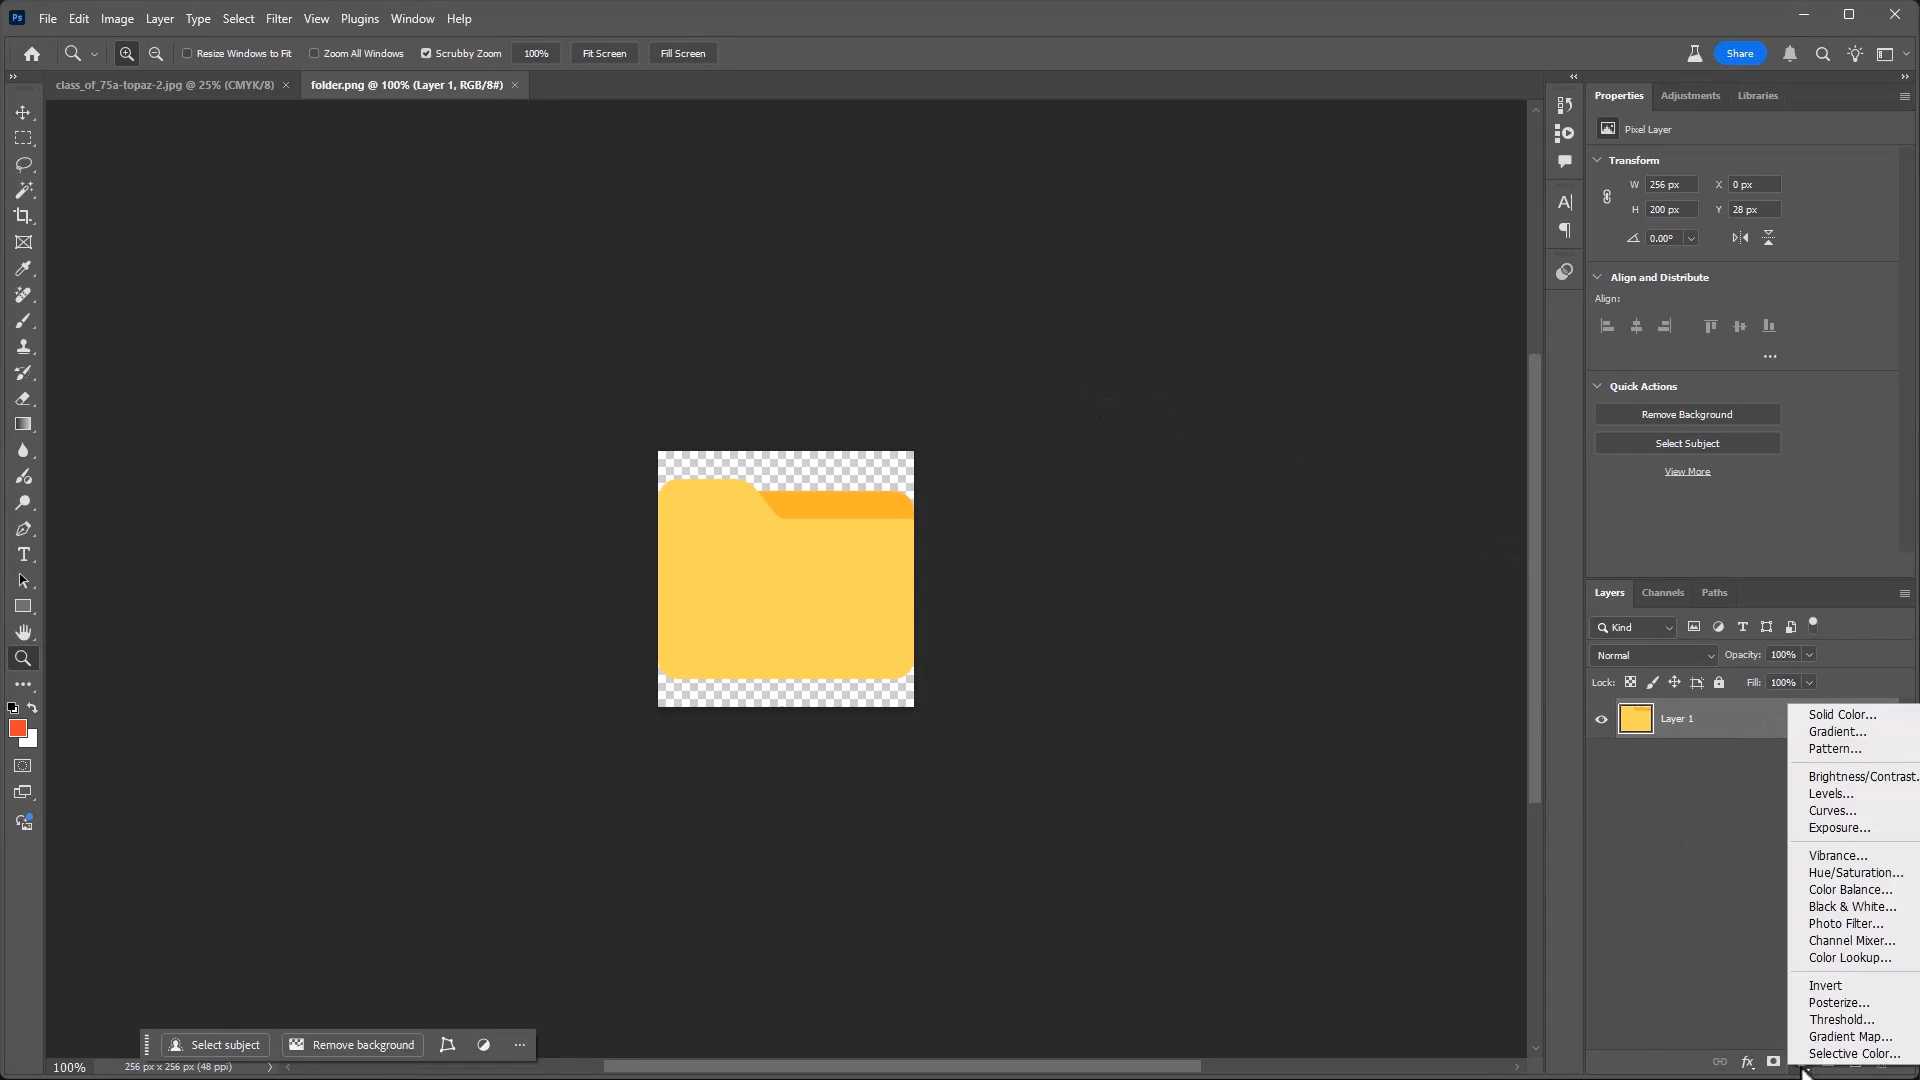 Ps File Edit Image Layer Type Select Filter View Plugins Window Help
Resize Windows to Fit Zoom All Windows Scrubby Zoom 100% Fit Screen Fill Screen Share
class_of_75a-topaz-2.jpg @ 25% (CMYK/8) folder.png @ 100% (Layer 1, RGB/8#)
Properties Adjustments Libraries
Pixel Layer
Transform
W 256 px X 0 px
H 200 px Y 28 px
0.00°
Align and Distribute
Align:
Quick Actions
Remove Background
Select Subject
View More
Layers Channels Paths
Kind
Normal Opacity: 100%
Lock: Fill: 100%
Layer 1
Solid Color...
Gradient...
Pattern...
Brightness/Contrast.
Levels...
Curves...
Exposure...
Vibrance...
Hue/Saturation...
Color Balance...
Black & White...
Photo Filter...
Channel Mixer...
Color Lookup...
Invert
Posterize...
Threshold...
Gradient Map...
Selective Color...
Select subject Remove background
100% 256 px x 256 px (48 ppi)
fx